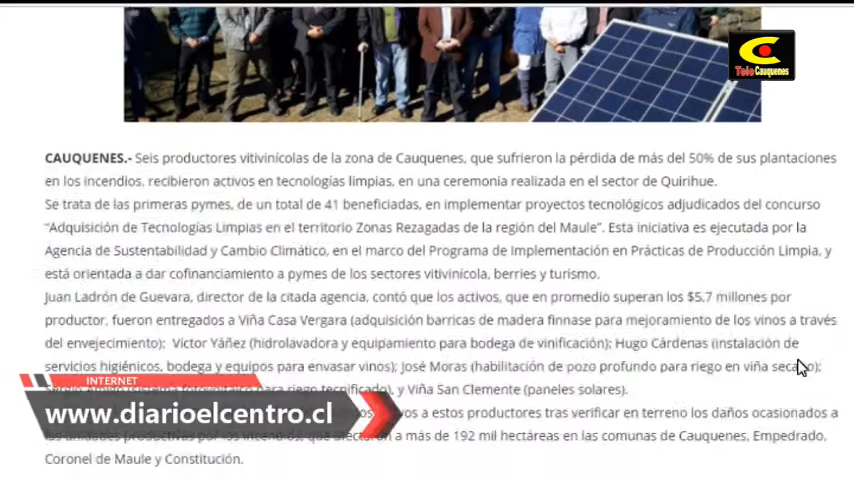 Tele Cauquenes
CAUQUENES.- Seis productores vitivinícolas de la zona de Cauquenes, que sufrieron la pérdida de más del 50% de sus plantaciones
en los incendios, recibieron activos en tecnologías limpias, en una ceremonia realizada en el sector de Quirihue.
Se trata de las primeras pymes, de un total de 41 beneficiadas, en implementar proyectos tecnológicos adjudicados del concurso
“Adquisición de Tecnologías Limpias en el territorio Zonas Rezagadas de la región del Maule”. Esta iniciativa es ejecutada por la
Agencia de Sustentabilidad y Cambio Climático, en el marco del Programa de Implementación en Prácticas de Producción Limpia, y
está orientada a dar cofinanciamiento a pymes de los sectores vitivinícola, berries y turismo.
Juan Ladrón de Guevara, director de la citada agencia, contó que los activos, que en promedio superan los $5,7 millones por
productor, fueron entregados a Viña Casa Vergara (adquisición barricas de madera finnase para mejoramiento de los vinos a través
del envejecimiento); Víctor Yáñez (hidrolavadora y equipamiento para bodega de vinificación); Hugo Cárdenas (instalación de
servicios higiénicos, bodega y equipos para envasar vinos); José Moras (habilitación de pozo profundo para riego en viña secano);
para riego tecnificado), y Viña San Clemente (paneles solares).
INTERNET
www.diarioelcentro.cl
a estos productores tras verificar en terreno los daños ocasionados a
a más de 192 mil hectáreas en las comunas de Cauquenes, Empedrado,
Coronel de Maule y Constitución.